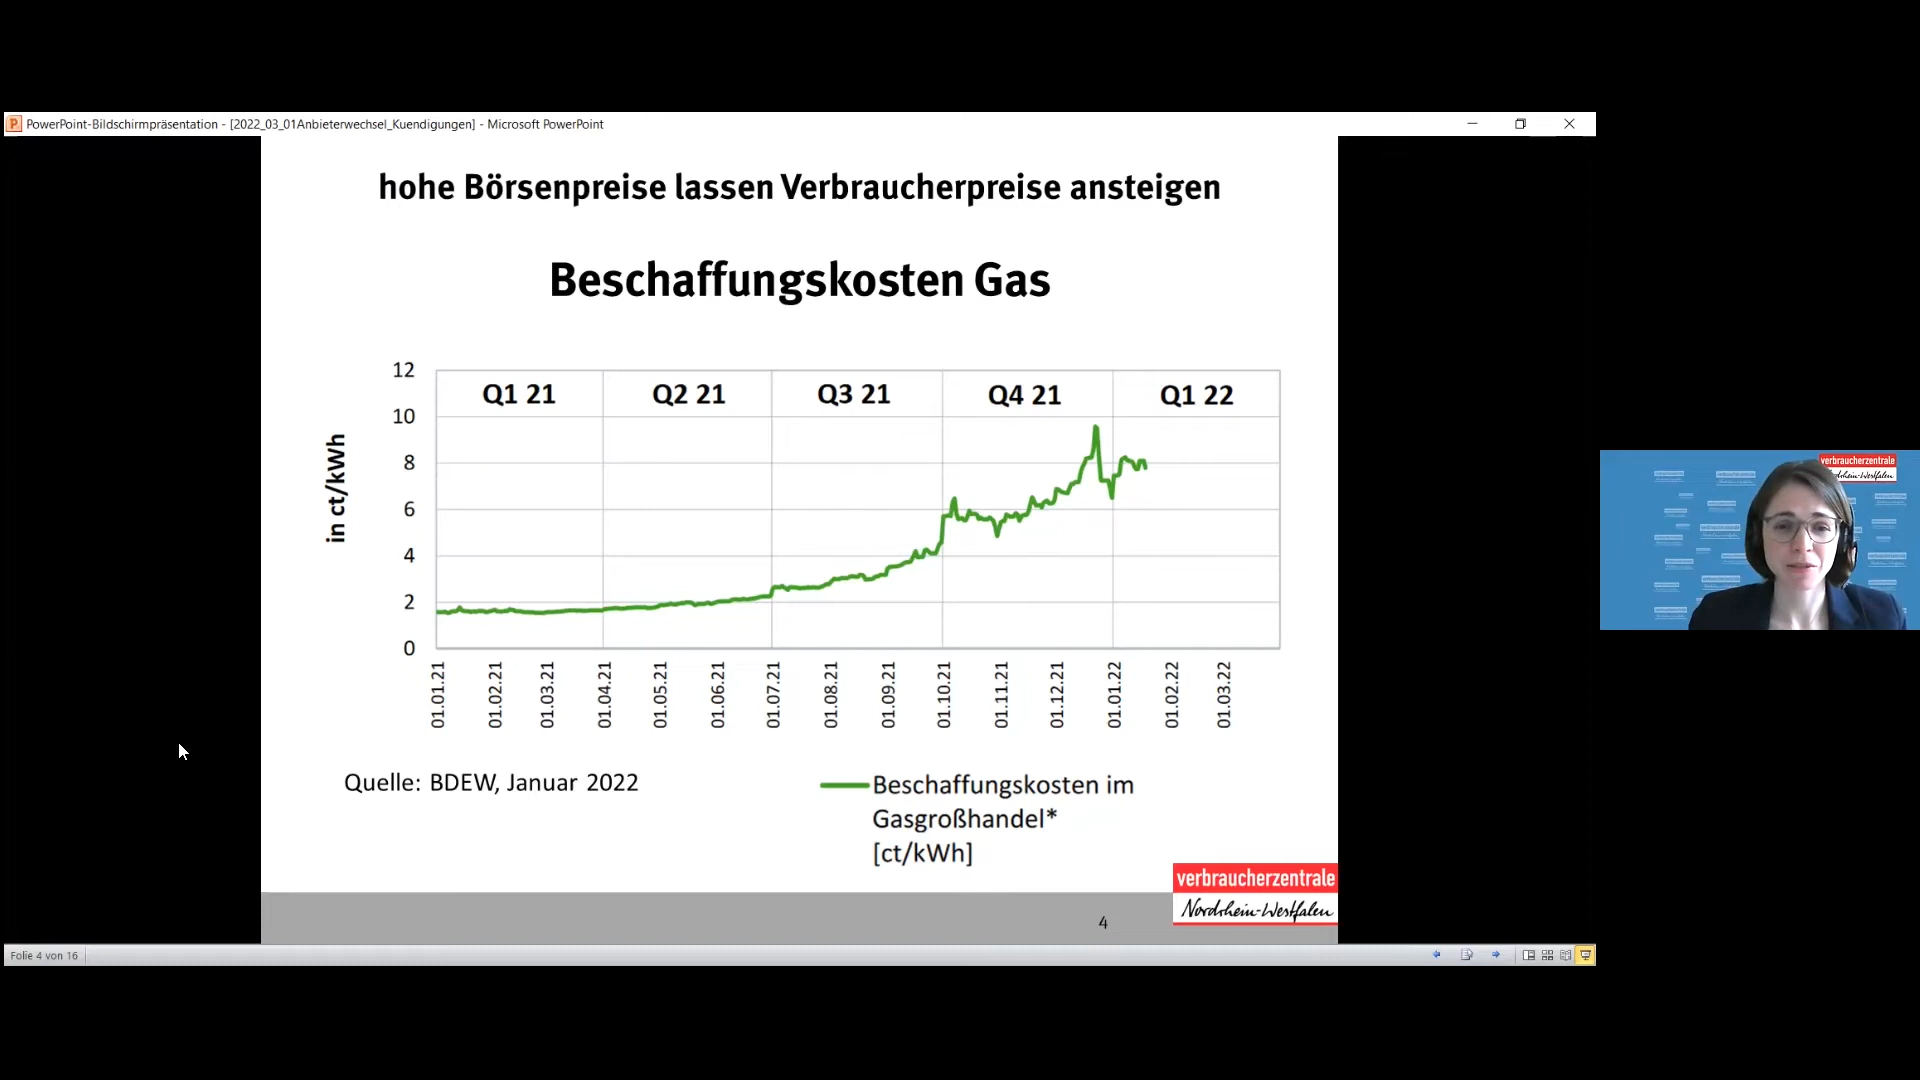 PowerPoint-Bildschirmpräsentation - [2022_03_01Anbieterwechsel_Kuendigungen] - Microsoft PowerPoint
hohe Börsenpreise lassen Verbraucherpreise ansteigen
Beschaffungskosten Gas
in ct/kWh
12
10
8
6
4
2
0
Q1 21
Q2 21
Q3 21
Q4 21
Q1 22
01.01.21
01.02.21
01.03.21
01.04.21
01.05.21
01.06.21
01.07.21
01.08.21
01.09.21
01.10.21
01.11.21
01.12.21
01.01.22
01.02.22
01.03.22
Quelle: BDEW, Januar 2022
Beschaffungskosten im
Gasgroßhandel*
[ct/kWh]
verbraucherzentrale
Nordrhein-Westfalen
4
Folie 4 von 16
verbraucherzentrale
Nordrhein-Westfalen